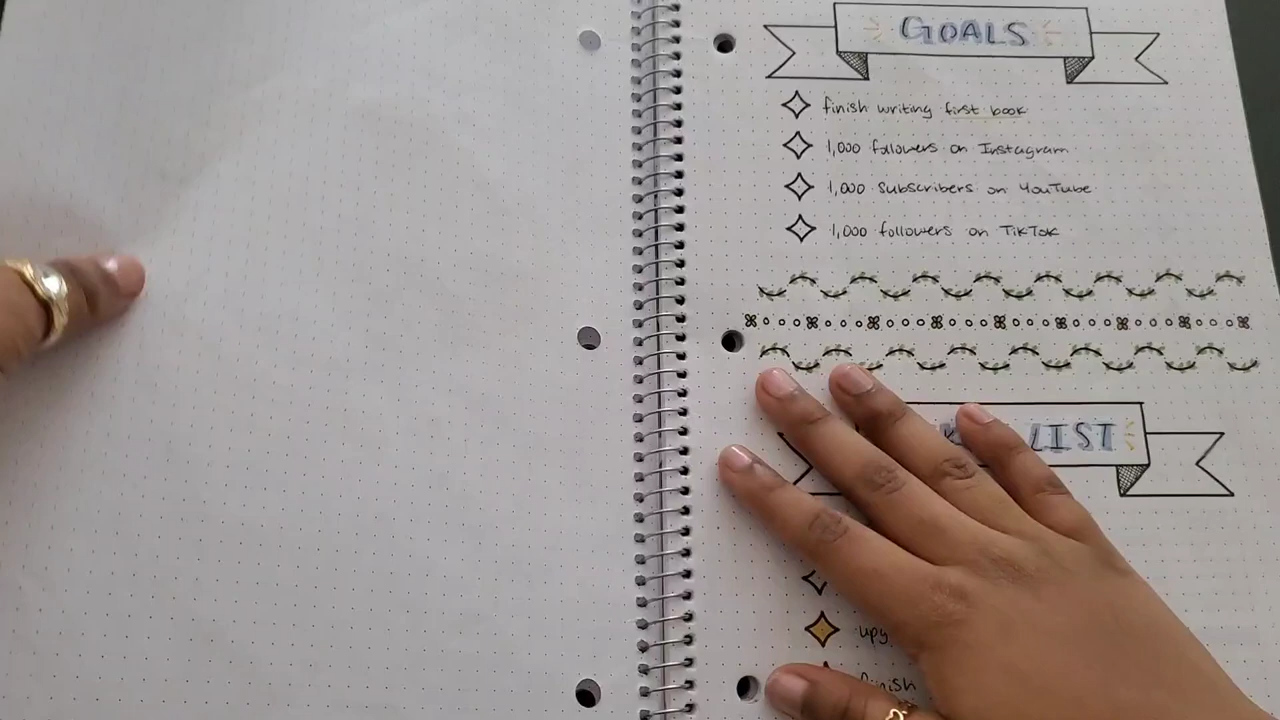 GOALS
finish writing first book
1,000 followers on Instagram
1,000 subscribers on YouTube
1,000 followers on TikTok
LIST
finish